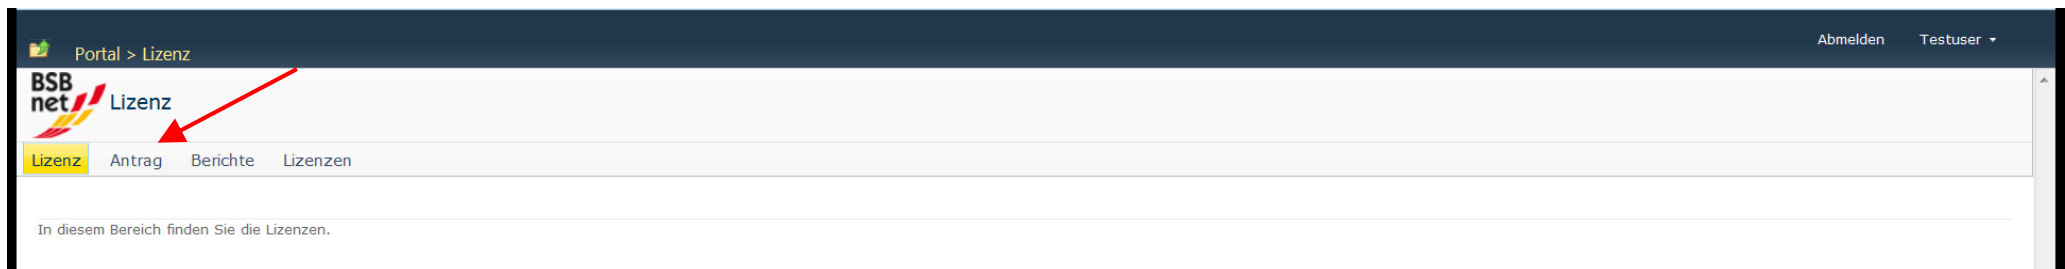 Portal > Lizenz
Abmelden Testuser
BSB
net
Lizenz
Lizenz Antrag Berichte Lizenzen
In diesem Bereich finden Sie die Lizenzen.